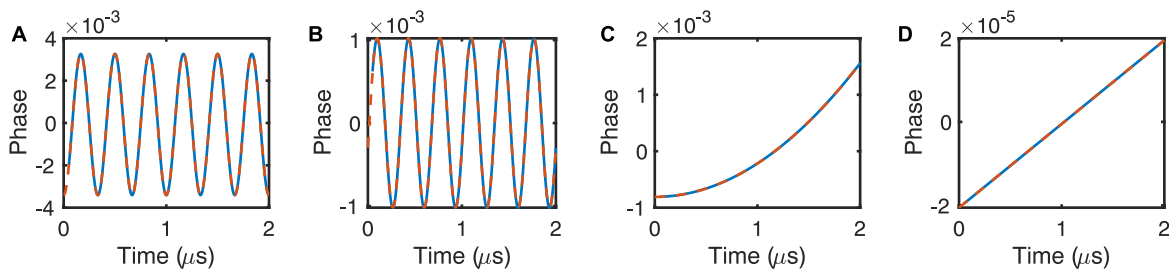 A ×10⁻³ B ×10⁻³ C ×10⁻³ D ×10⁻⁵
4 2 0 -2 -4
Phase
0 1 2
Time (μs)
1 0 -1
Phase
0 1 2
Time (μs)
2 1 0 -1
Phase
0 1 2
Time (μs)
2 0 -2
Phase
0 1 2
Time (μs)